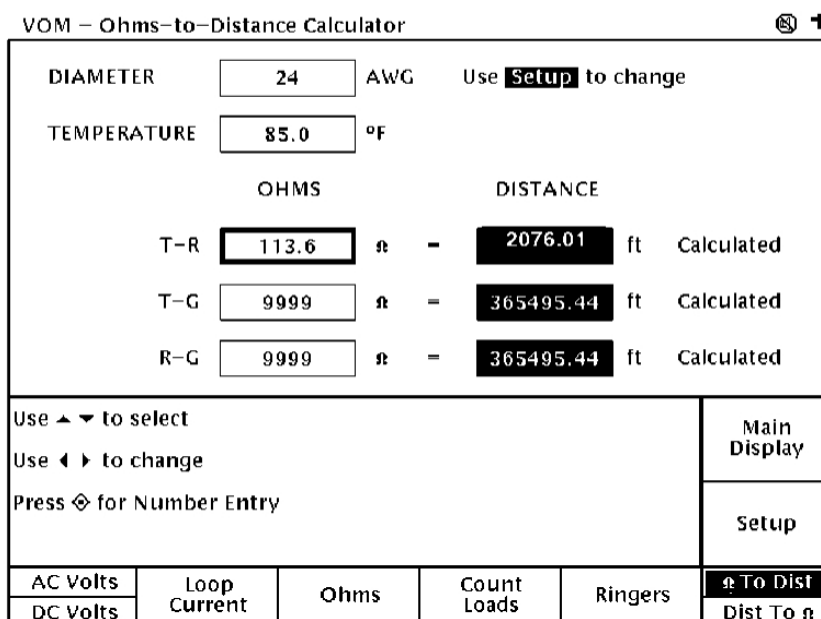 VOM – Ohms–to–Distance Calculator
DIAMETER 24 AWG Use Setup to change
TEMPERATURE 85.0 ºF
OHMS DISTANCE
T–R 113.6 Ω – 2076.01 ft Calculated
T–G 9999 Ω = 365495.44 ft Calculated
R–G 9999 Ω = 365495.44 ft Calculated
Use ▲ ▼ to select
Use ◀ ▶ to change
Press for Number Entry
Main
Display
Setup
AC Volts
DC Volts
Loop
Current
Ohms
Count
Loads
Ringers
Ω To Dist
Dist To Ω